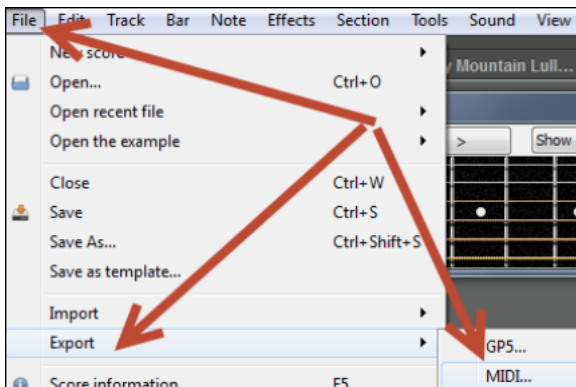 File Edit Track Bar Note Effects Section Tools Sound View
New score
y Mountain Lull...
Open... Ctrl+O
Open recent file
Open the example
> Show
Close Ctrl+W
Save Ctrl+S
Save As... Ctrl+Shift+S
Save as template...
Import
Export
GP5...
MIDI...
Score information F5